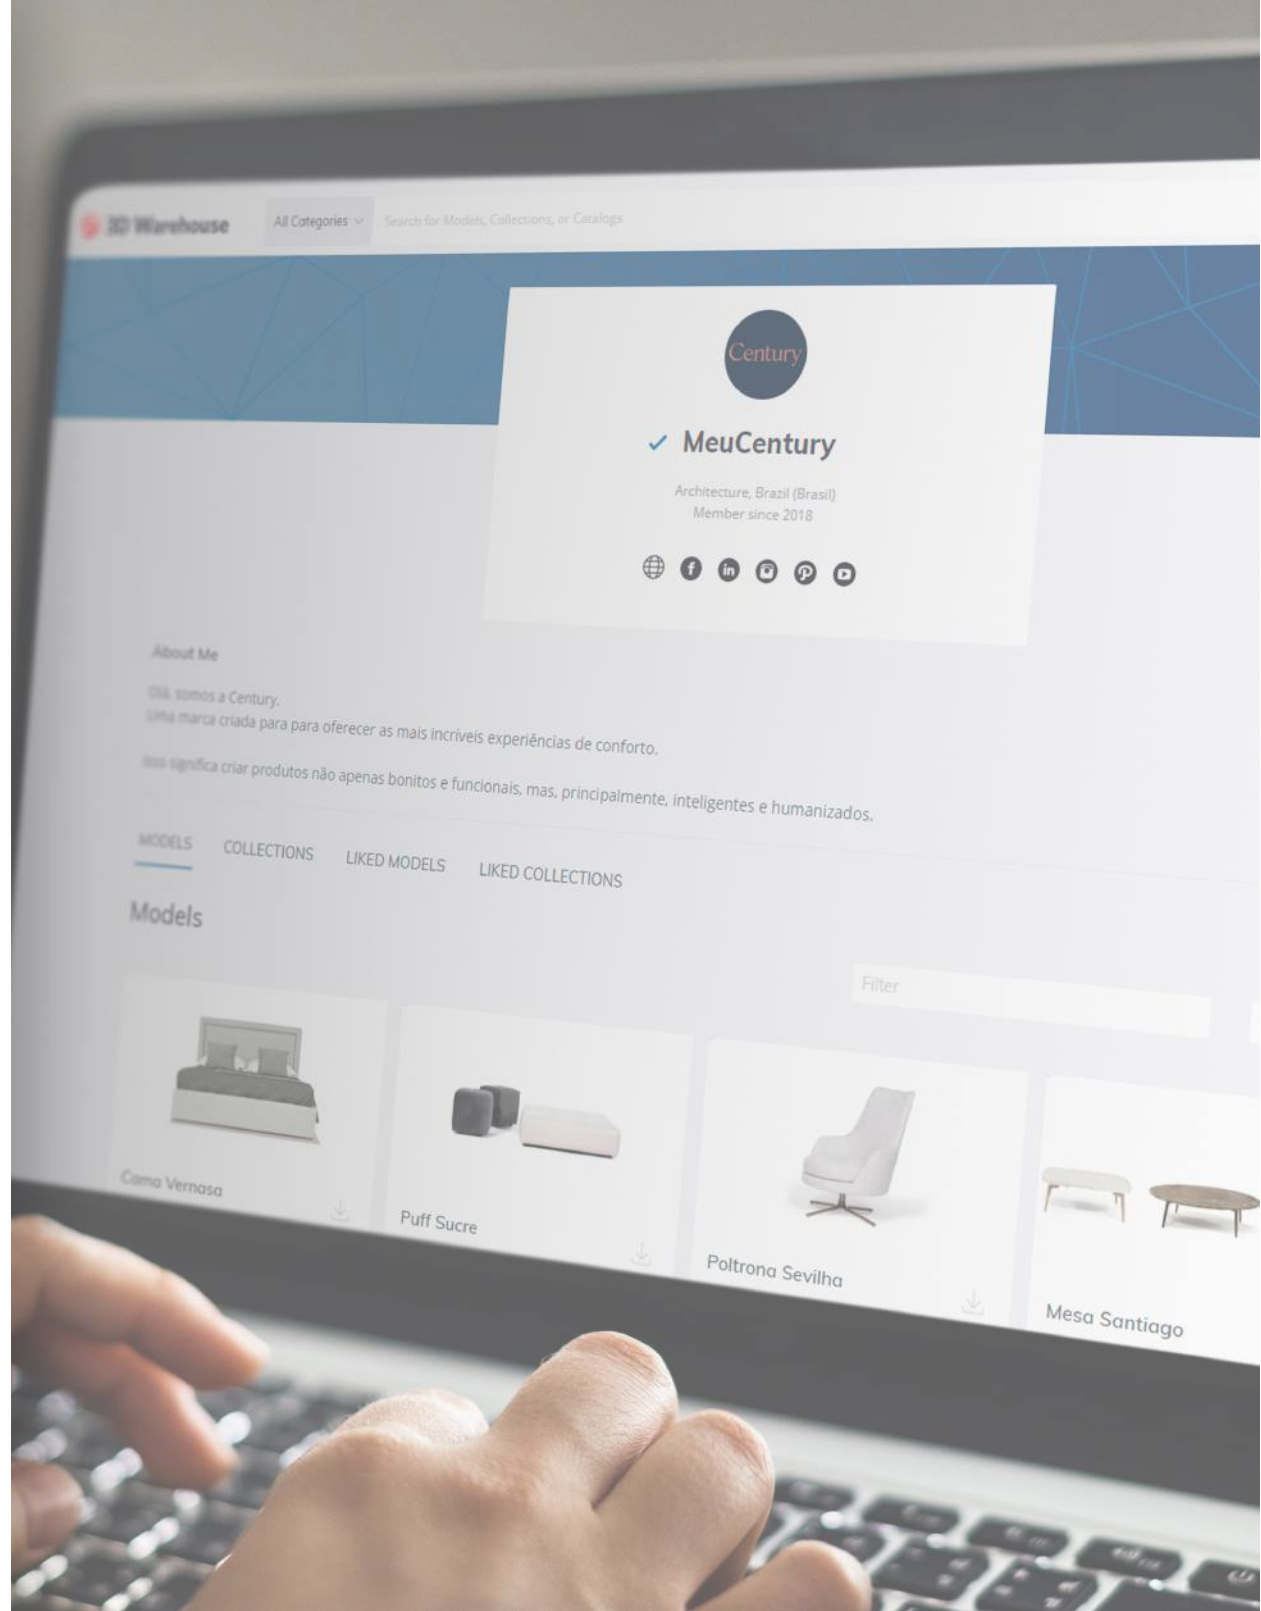 3D Warehouse
All Categories
Search for Models, Collections, or Catalogs
Century
MeuCentury
Architecture, Brazil (Brasil)
Member since 2018
About Me
Olá, somos a Century.
Uma marca criada para para oferecer as mais incríveis experiências de conforto.
Isso significa criar produtos não apenas bonitos e funcionais, mas, principalmente, inteligentes e humanizados.
MODELS COLLECTIONS LIKED MODELS LIKED COLLECTIONS
Models
Filter
Cama Vernasa
Puff Sucre
Poltrona Sevilha
Mesa Santiago